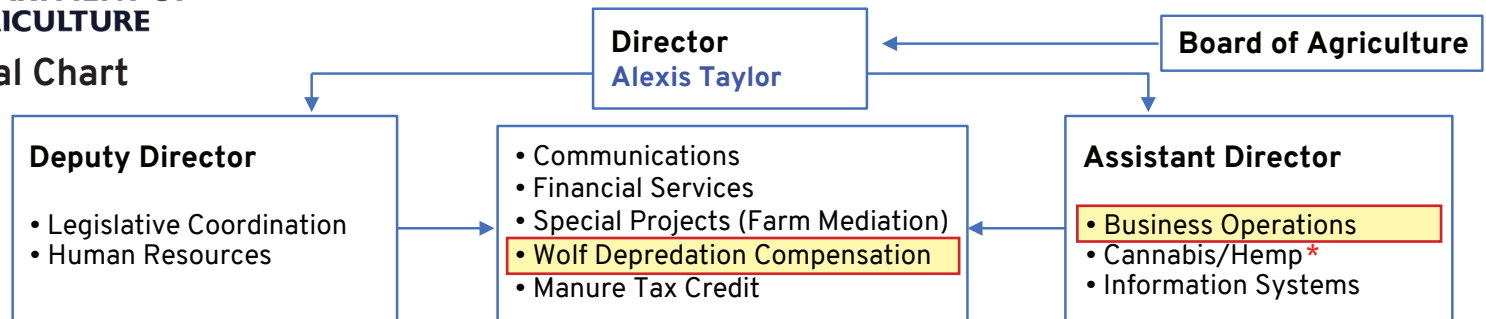 RICULTURE
al Chart
Director
Alexis Taylor
Board of Agriculture
Deputy Director
• Legislative Coordination
• Human Resources
• Communications
• Financial Services
• Special Projects (Farm Mediation)
• Wolf Depredation Compensation
• Manure Tax Credit
Assistant Director
• Business Operations
• Cannabis/Hemp*
• Information Systems